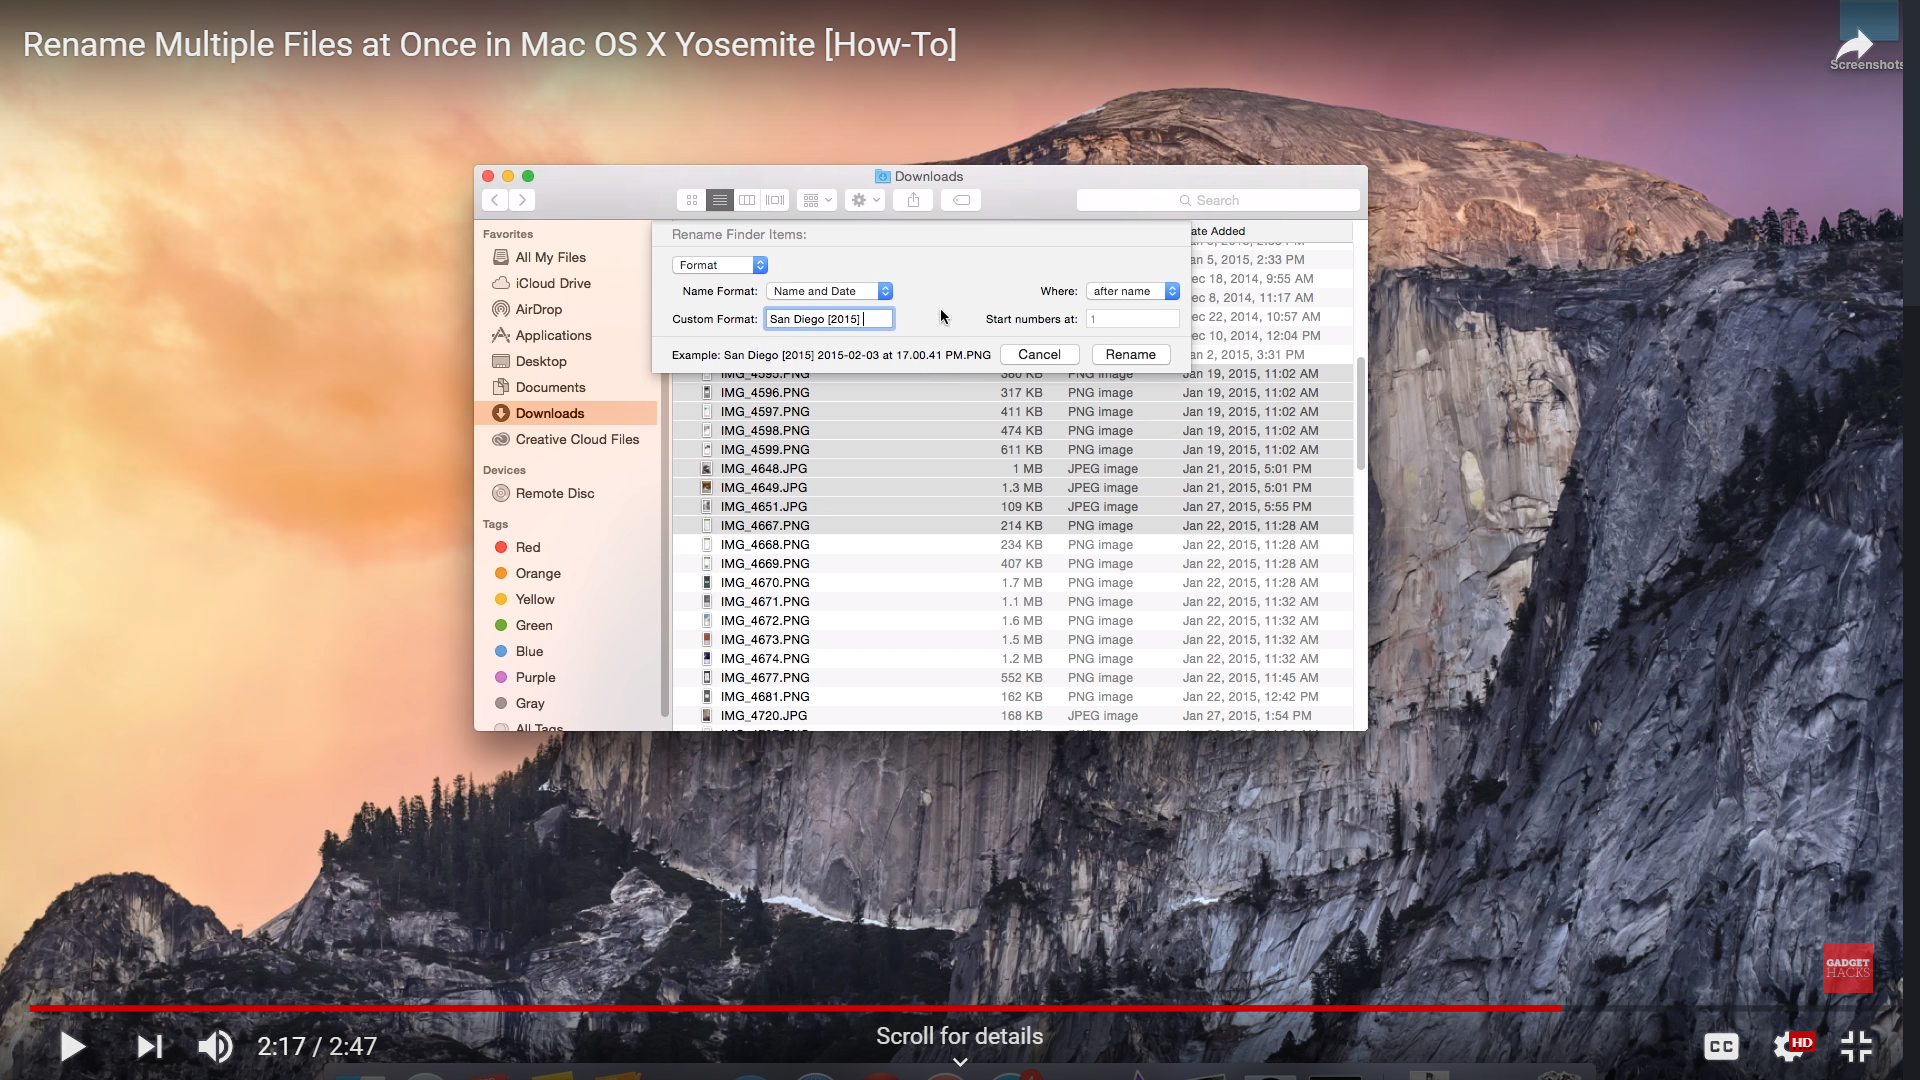 Rename Multiple Files at Once in Mac OS X Yosemite [How-To]
Screenshots
Downloads
Search
Favorites
All My Files
iCloud Drive
AirDrop
Applications
Desktop
Documents
Downloads
Creative Cloud Files
Devices
Remote Disc
Tags
Red
Orange
Yellow
Green
Blue
Purple
Gray
All Tags
Rename Finder Items:
Format
Name Format: Name and Date Where: after name
Custom Format: San Diego [2015] Start numbers at: 1
Example: San Diego [2015] 2015-02-03 at 17.00.41 PM.PNG Cancel Rename
ate Added
an 5, 2015, 2:33 PM
ec 18, 2014, 9:55 AM
ec 8, 2014, 11:17 AM
ec 22, 2014, 10:57 AM
ec 10, 2014, 12:04 PM
an 2, 2015, 3:31 PM
IMG_4595.PNG 380 KB PNG image Jan 19, 2015, 11:02 AM
IMG_4596.PNG 317 KB PNG image Jan 19, 2015, 11:02 AM
IMG_4597.PNG 411 KB PNG image Jan 19, 2015, 11:02 AM
IMG_4598.PNG 474 KB PNG image Jan 19, 2015, 11:02 AM
IMG_4599.PNG 611 KB PNG image Jan 19, 2015, 11:02 AM
IMG_4648.JPG 1 MB JPEG image Jan 21, 2015, 5:01 PM
IMG_4649.JPG 1.3 MB JPEG image Jan 21, 2015, 5:01 PM
IMG_4651.JPG 109 KB JPEG image Jan 27, 2015, 5:55 PM
IMG_4667.PNG 214 KB PNG image Jan 22, 2015, 11:28 AM
IMG_4668.PNG 234 KB PNG image Jan 22, 2015, 11:28 AM
IMG_4669.PNG 407 KB PNG image Jan 22, 2015, 11:28 AM
IMG_4670.PNG 1.7 MB PNG image Jan 22, 2015, 11:28 AM
IMG_4671.PNG 1.1 MB PNG image Jan 22, 2015, 11:32 AM
IMG_4672.PNG 1.6 MB PNG image Jan 22, 2015, 11:32 AM
IMG_4673.PNG 1.5 MB PNG image Jan 22, 2015, 11:32 AM
IMG_4674.PNG 1.2 MB PNG image Jan 22, 2015, 11:32 AM
IMG_4677.PNG 552 KB PNG image Jan 22, 2015, 11:45 AM
IMG_4681.PNG 162 KB PNG image Jan 22, 2015, 12:42 PM
IMG_4720.JPG 168 KB JPEG image Jan 27, 2015, 1:54 PM
GADGET
HACKS
Scroll for details
2:17 / 2:47
CC
HD